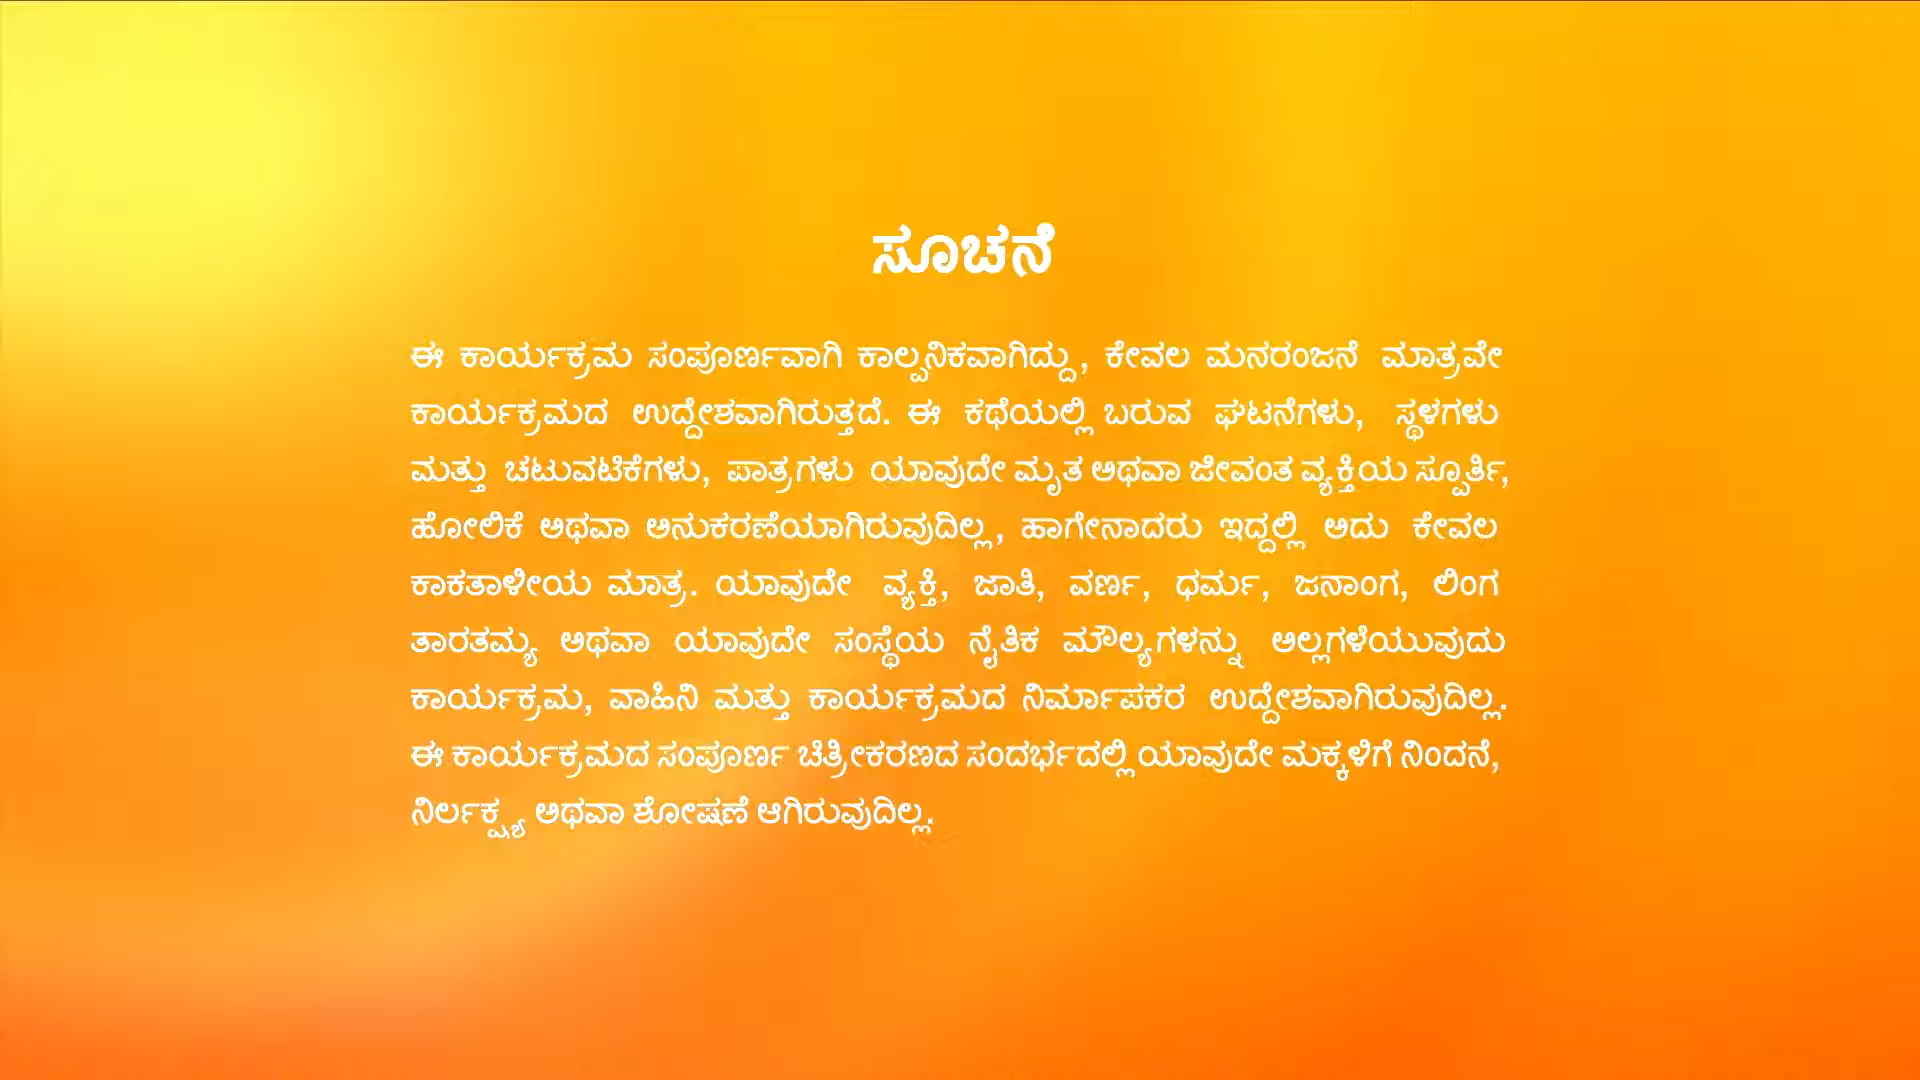 ಸೂಚನೆ
ಈ ಕಾರ್ಯಕ್ರಮ ಸಂಪೂರ್ಣವಾಗಿ ಕಾಲ್ಪನಿಕವಾಗಿದ್ದು, ಕೇವಲ ಮನರಂಜನೆ ಮಾತ್ರವೇ
ಕಾರ್ಯಕ್ರಮದ ಉದ್ದೇಶವಾಗಿರುತ್ತದೆ. ಈ ಕಥೆಯಲ್ಲಿ ಬರುವ ಘಟನೆಗಳು, ಸ್ಥಳಗಳು
ಮತ್ತು ಚಟುವಟಿಕೆಗಳು, ಪಾತ್ರಗಳು ಯಾವುದೇ ಮೃತ ಅಥವಾ ಜೀವಂತ ವ್ಯಕ್ತಿಯ ಸ್ಪೂರ್ತಿ,
ಹೋಲಿಕೆ ಅಥವಾ ಅನುಕರಣೆಯಾಗಿರುವುದಿಲ್ಲ, ಹಾಗೇನಾದರು ಇದ್ದಲ್ಲಿ ಅದು ಕೇವಲ
ಕಾಕತಾಳೀಯ ಮಾತ್ರ. ಯಾವುದೇ ವ್ಯಕ್ತಿ, ಜಾತಿ, ವರ್ಣ, ಧರ್ಮ, ಜನಾಂಗ, ಲಿಂಗ
ತಾರತಮ್ಯ ಅಥವಾ ಯಾವುದೇ ಸಂಸ್ಥೆಯ ನೈತಿಕ ಮೌಲ್ಯಗಳನ್ನು ಅಲ್ಲಗಳೆಯುವುದು
ಕಾರ್ಯಕ್ರಮ, ವಾಹಿನಿ ಮತ್ತು ಕಾರ್ಯಕ್ರಮದ ನಿರ್ಮಾಪಕರ ಉದ್ದೇಶವಾಗಿರುವುದಿಲ್ಲ.
ಈ ಕಾರ್ಯಕ್ರಮದ ಸಂಪೂರ್ಣ ಚಿತ್ರೀಕರಣದ ಸಂದರ್ಭದಲ್ಲಿ ಯಾವುದೇ ಮಕ್ಕಳಿಗೆ ನಿಂದನೆ,
ನಿರ್ಲಕ್ಷ್ಯ ಅಥವಾ ಶೋಷಣೆ ಆಗಿರುವುದಿಲ್ಲ.